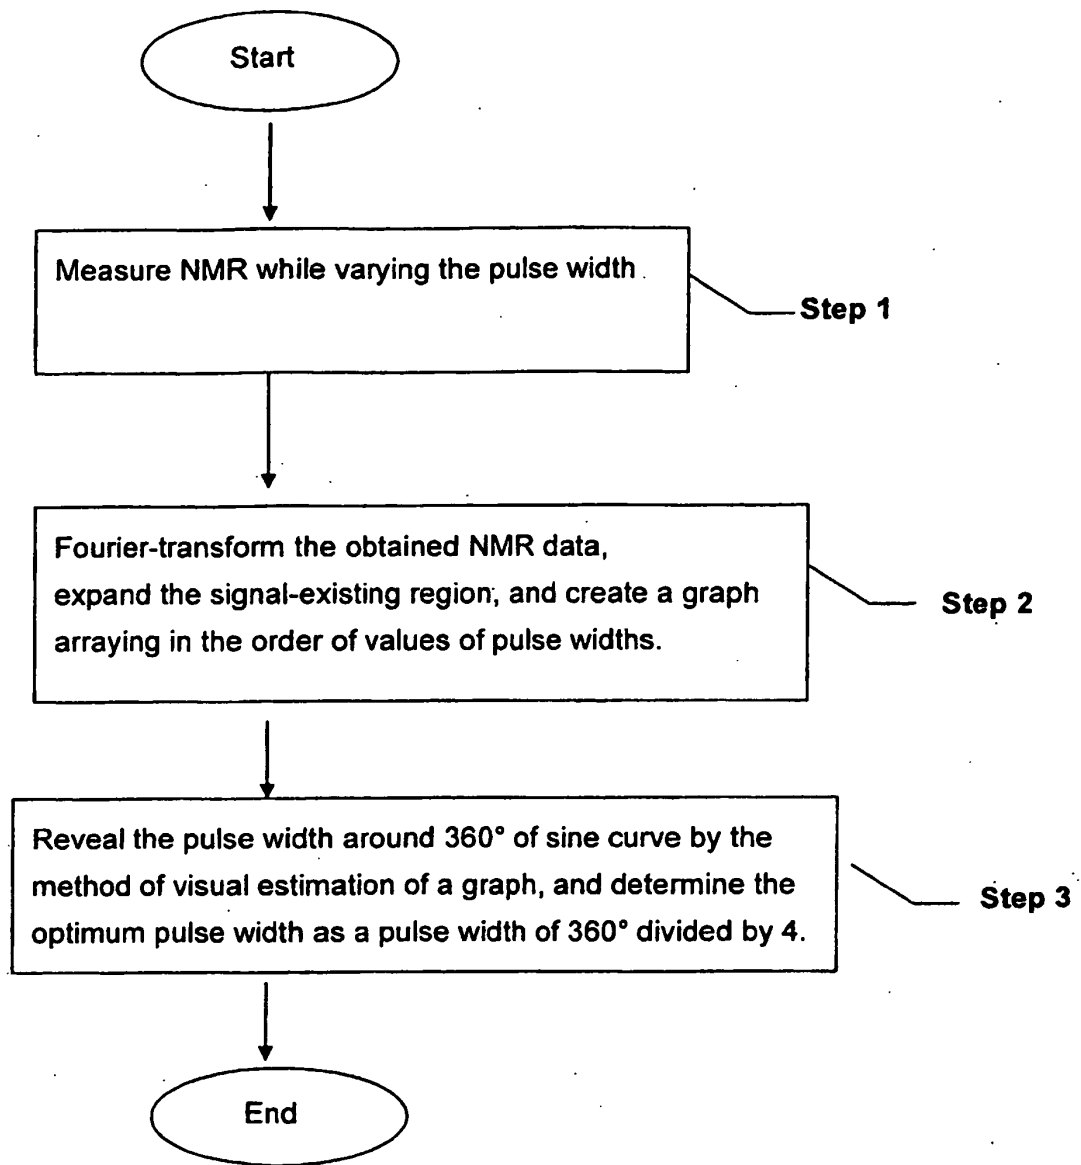 Start
Measure NMR while varying the pulse width
Step 1
Fourier-transform the obtained NMR data,
expand the signal-existing region, and create a graph
arraying in the order of values of pulse widths.
Step 2
Reveal the pulse width around 360° of sine curve by the
method of visual estimation of a graph, and determine the
optimum pulse width as a pulse width of 360° divided by 4.
Step 3
End